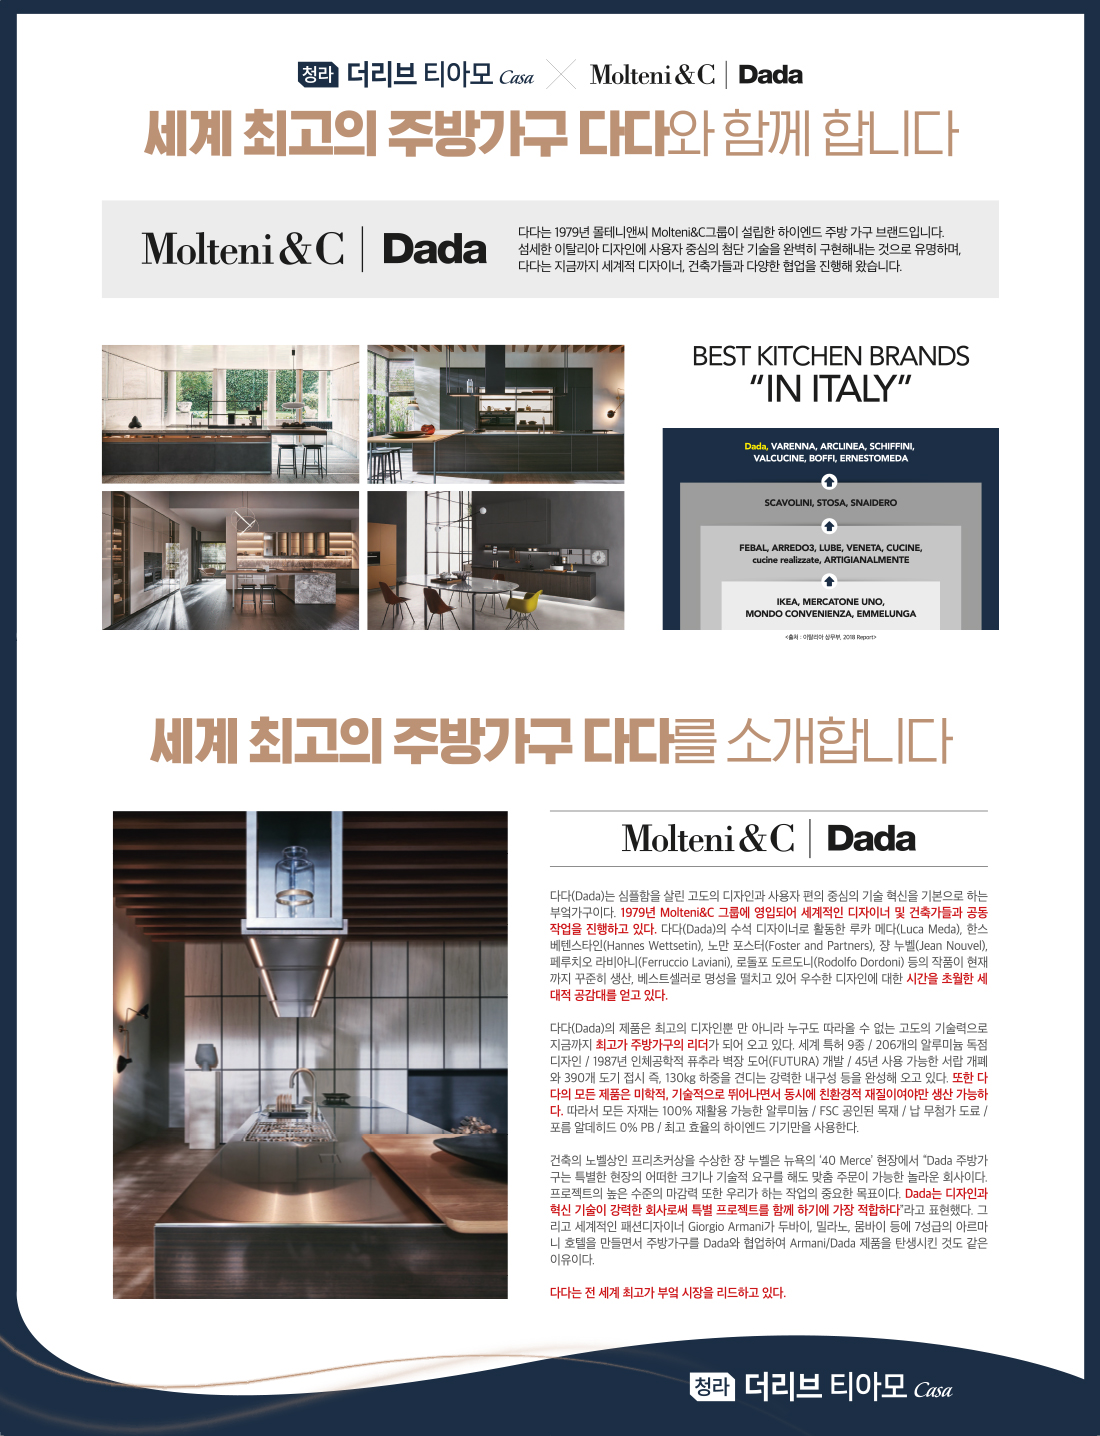 청라 더리브 티아모 Casa × Molteni&C | Dada
세계 최고의 주방가구 다다와 함께 합니다
Molteni&C | Dada
다다는 1979년 몰테니앤씨 Molteni&C그룹이 설립한 하이엔드 주방 가구 브랜드입니다.
섬세한 이탈리아 디자인에 사용자 중심의 첨단 기술을 완벽히 구현해내는 것으로 유명하며,
다다는 지금까지 세계적 디자이너, 건축가들과 다양한 협업을 진행해 왔습니다.
BEST KITCHEN BRANDS
“IN ITALY”
Dada, VARENNA, ARCLINEA, SCHIFFINI,
VALCUCINE, BOFFI, ERNESTOMEDA
SCAVOLINI, STOSA, SNAIDERO
FEBAL, ARREDO3, LUBE, VENETA, CUCINE,
cucine realizzate, ARTIGIANALMENTE
IKEA, MERCATONE UNO,
MONDO CONVENIENZA, EMMELUNGA
<출처 : 이탈리아 상무부, 2018 Report>
세계 최고의 주방가구 다다를 소개합니다
Molteni&C | Dada
다다(Dada)는 심플함을 살린 고도의 디자인과 사용자 편의 중심의 기술 혁신을 기본으로 하는
부엌가구이다. 1979년 Molteni&C 그룹에 영입되어 세계적인 디자이너 및 건축가들과 공동
작업을 진행하고 있다. 다다(Dada)의 수석 디자이너로 활동한 루카 메다(Luca Meda), 한스
베텐스타인(Hannes Wettsetin), 노만 포스터(Foster and Partners), 쟝 누벨(Jean Nouvel),
페루치오 라비아니(Ferruccio Laviani), 로돌포 도르도니(Rodolfo Dordoni) 등의 작품이 현재
까지 꾸준히 생산, 베스트셀러로 명성을 떨치고 있어 우수한 디자인에 대한 시간을 초월한 세
대적 공감대를 얻고 있다.
다다(Dada)의 제품은 최고의 디자인뿐 만 아니라 누구도 따라올 수 없는 고도의 기술력으로
지금까지 최고가 주방가구의 리더가 되어 오고 있다. 세계 특허 9종 / 206개의 알루미늄 독점
디자인 / 1987년 인체공학적 퓨추라 벽장 도어(FUTURA) 개발 / 45년 사용 가능한 서랍 개폐
와 390개 도기 접시 즉, 130kg 하중을 견디는 강력한 내구성 등을 완성해 오고 있다. 또한 다
다의 모든 제품은 미학적, 기술적으로 뛰어나면서 동시에 친환경적 재질이여야만 생산 가능하
다. 따라서 모든 자재는 100% 재활용 가능한 알루미늄 / FSC 공인된 목재 / 납 무첨가 도료 /
포름 알데히드 0% PB / 최고 효율의 하이엔드 기기만을 사용한다.
건축의 노벨상인 프리츠커상을 수상한 쟝 누벨은 뉴욕의 ‘40 Merce’ 현장에서 “Dada 주방가
구는 특별한 현장의 어떠한 크기나 기술적 요구를 해도 맞춤 주문이 가능한 놀라운 회사이다.
프로젝트의 높은 수준의 마감력 또한 우리가 하는 작업의 중요한 목표이다. Dada는 디자인과
혁신 기술이 강력한 회사로써 특별 프로젝트를 함께 하기에 가장 적합하다”라고 표현했다. 그
리고 세계적인 패션디자이너 Giorgio Armani가 두바이, 밀라노, 뭄바이 등에 7성급의 아르마
니 호텔을 만들면서 주방가구를 Dada와 협업하여 Armani/Dada 제품을 탄생시킨 것도 같은
이유이다.
다다는 전 세계 최고가 부엌 시장을 리드하고 있다.
청라 더리브 티아모 Casa